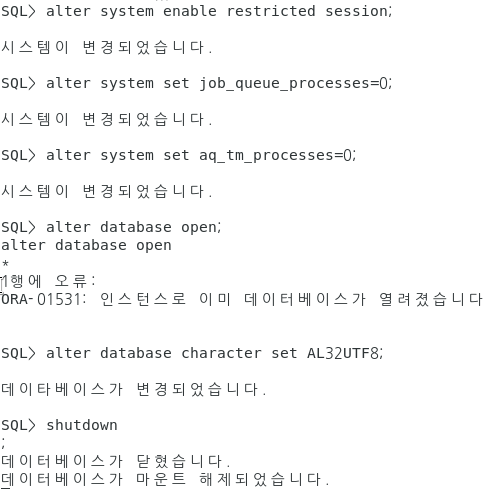 SQL> alter system enable restricted session;
시스템이 변경되었습니다.
SQL> alter system set job_queue_processes=0;
시스템이 변경되었습니다.
SQL> alter system set aq_tm_processes=0;
시스템이 변경되었습니다.
SQL> alter database open;
alter database open
*
1행에 오류:
ORA-01531: 인스턴스로 이미 데이터베이스가 열려졌습니다
SQL> alter database character set AL32UTF8;
데이타베이스가 변경되었습니다.
SQL> shutdown
;
데이터베이스가 닫혔습니다.
데이터베이스가 마운트 해제되었습니다.